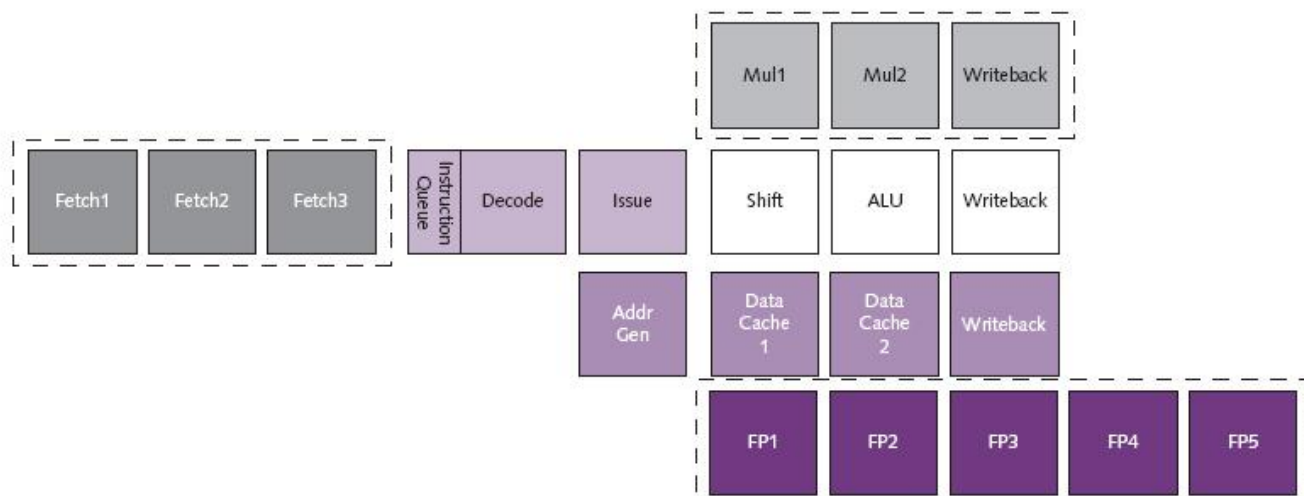 Mul1
Mul2
Writeback
Fetch1
Fetch2
Fetch3
Instruction
Queue
Decode
Issue
Shift
ALU
Writeback
Addr
Gen
Data
Cache
1
Data
Cache
2
Writeback
FP1
FP2
FP3
FP4
FP5